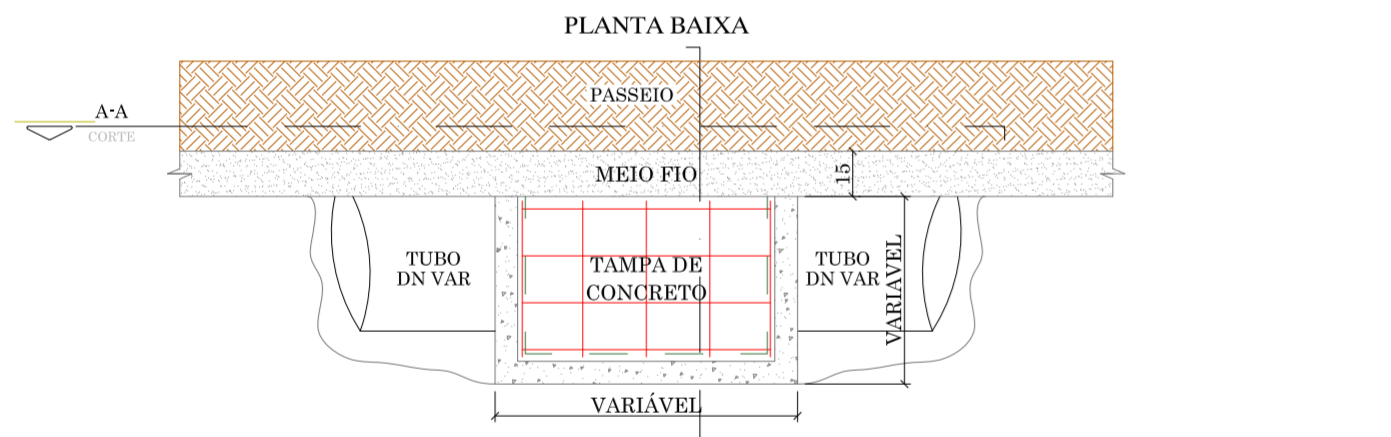 PLANTA BAIXA
PASSEIO
A-A
CORTE
MEIO FIO
15
TUBO
DN VAR
TAMPA DE
CONCRETO
TUBO
DN VAR
VARIAVEL
VARIÁVEL